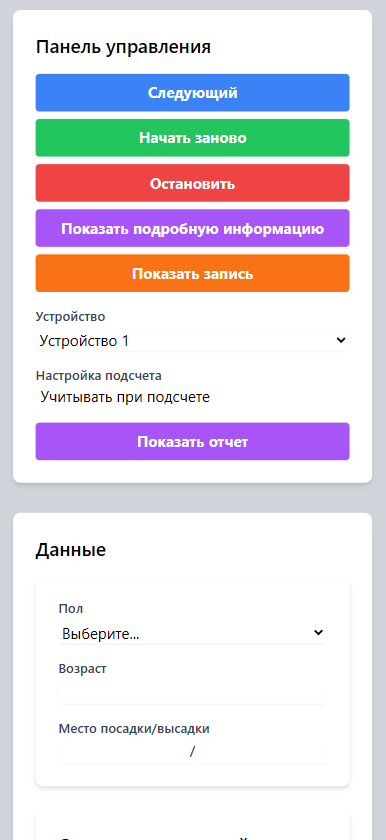 Панель управления
Следующий
Начать заново
Остановить
Показать подробную информацию
Показать запись
Устройство
Устройство 1
Настройка подсчета
Учитывать при подсчете
Показать отчет
Данные
Пол
Выберите...
Возраст
Место посадки/высадки
/